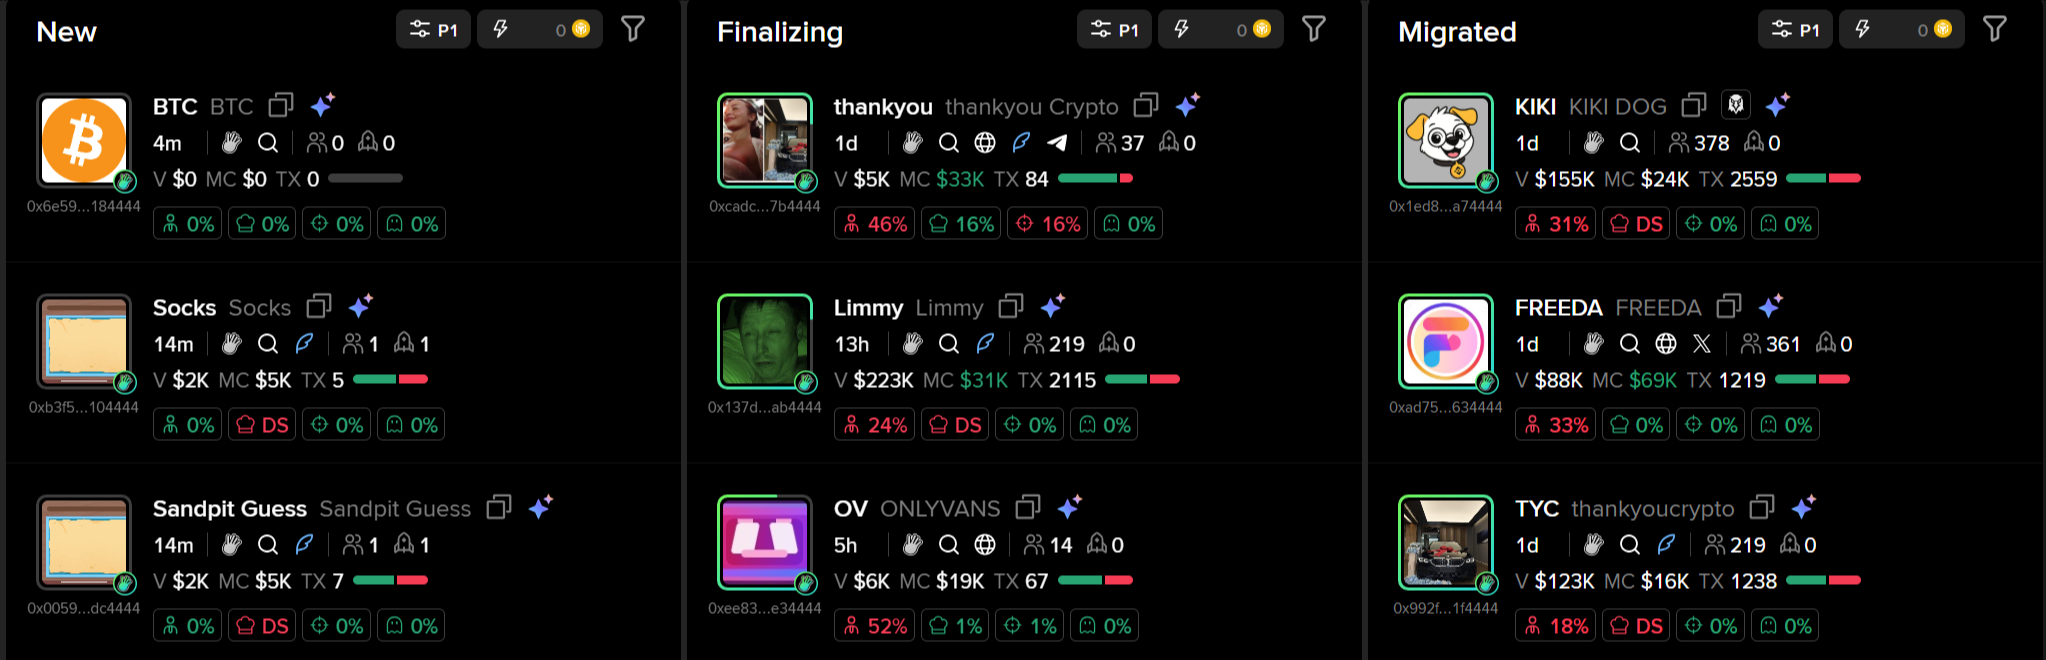 New P1 0
BTC BTC
4m 0 0
V $0 MC $0 TX 0
0x6e59...184444
0% 0% 0% 0%
Socks Socks
14m 1 1
V $2K MC $5K TX 5
0xb3f5...104444
0% DS 0% 0%
Sandpit Guess Sandpit Guess
14m 1 1
V $2K MC $5K TX 7
0x0059...dc4444
0% DS 0% 0%
Finalizing P1 0
thankyou thankyou Crypto
1d 37 0
V $5K MC $33K TX 84
0xcadc...7b4444
46% 16% 16% 0%
Limmy Limmy
13h 219 0
V $223K MC $31K TX 2115
0x137d...ab4444
24% DS 0% 0%
OV ONLYVANS
5h 14 0
V $6K MC $19K TX 67
0xee83...e34444
52% 1% 1% 0%
Migrated P1 0
KIKI KIKI DOG
1d 378 0
V $155K MC $24K TX 2559
0x1ed8...a74444
31% DS 0% 0%
FREEDA FREEDA
1d 361 0
V $88K MC $69K TX 1219
0xad75...634444
33% 0% 0% 0%
TYC thankyoucrypto
1d 219 0
V $123K MC $16K TX 1238
0x992f...1f4444
18% DS 0% 0%